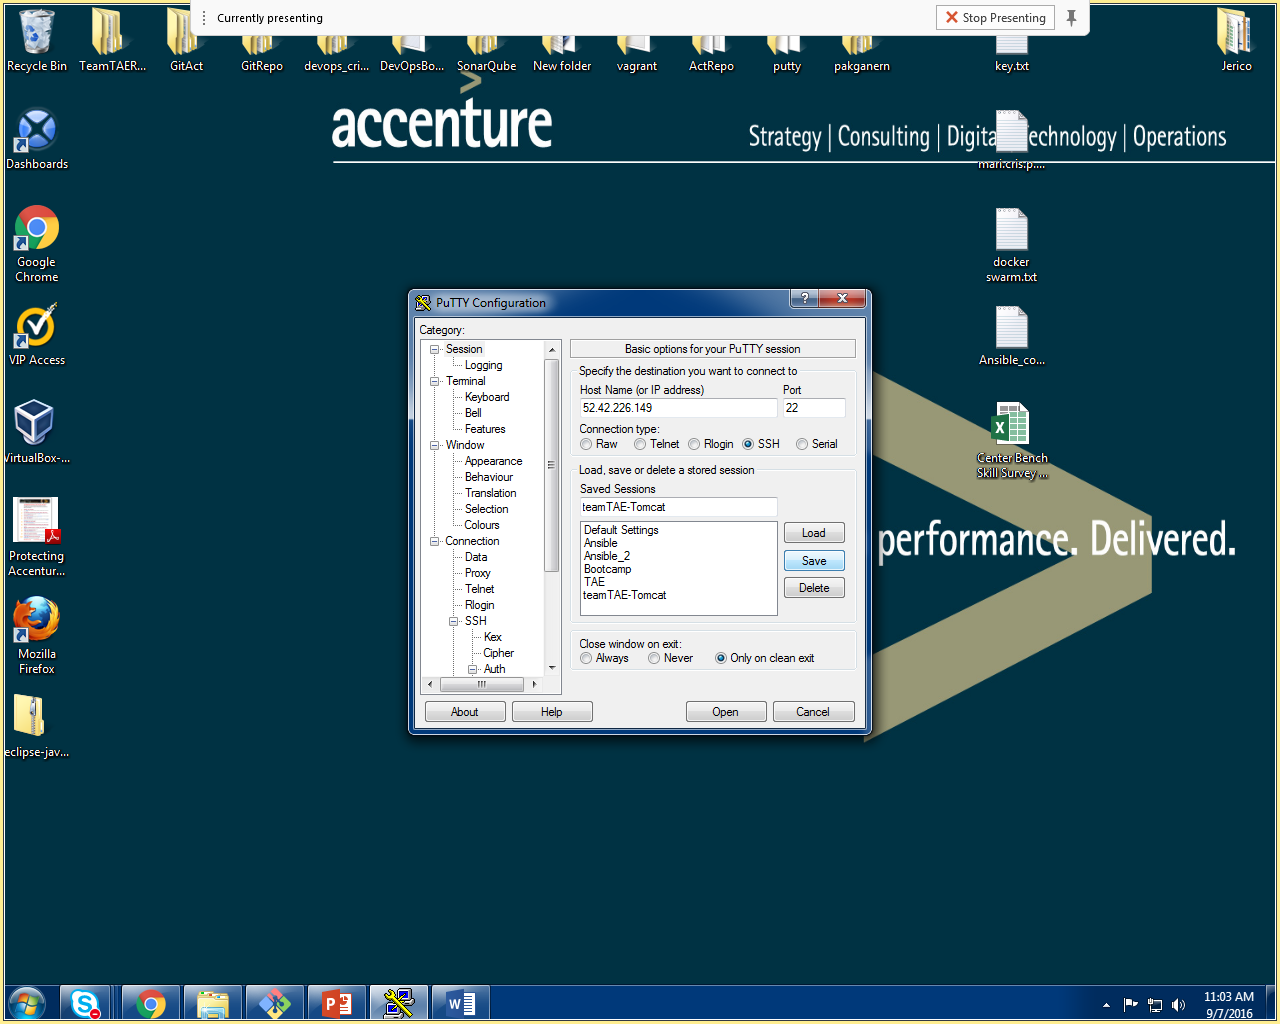 Currently presenting
Stop Presenting
Recycle Bin
TeamTAER...
GitAct
GitRepo
devops_cri...
DevOpsBo...
SonarQube
New folder
vagrant
ActRepo
putty
pakganern
key.txt
Jerico
accenture
Strategy | Consulting | Digital | Technology | Operations
Dashboards
mari.cris.p....
Google
Chrome
docker
swarm.txt
VIP Access
Ansible_co...
VirtualBox-...
Center Bench
Skill Survey ...
Protecting
Accentur...
Mozilla
Firefox
eclipse-jav...
performance. Delivered.
PuTTY Configuration
Category:
Session
Logging
Terminal
Keyboard
Bell
Features
Window
Appearance
Behaviour
Translation
Selection
Colours
Connection
Data
Proxy
Telnet
Rlogin
SSH
Kex
Cipher
Auth
Basic options for your PuTTY session
Specify the destination you want to connect to
Host Name (or IP address) Port
52.42.226.149 22
Connection type:
Raw Telnet Rlogin SSH Serial
Load, save or delete a stored session
Saved Sessions
teamTAE-Tomcat
Default Settings
Ansible
Ansible_2
Bootcamp
TAE
teamTAE-Tomcat
Load
Save
Delete
Close window on exit:
Always Never Only on clean exit
About Help Open Cancel
11:03 AM
9/7/2016